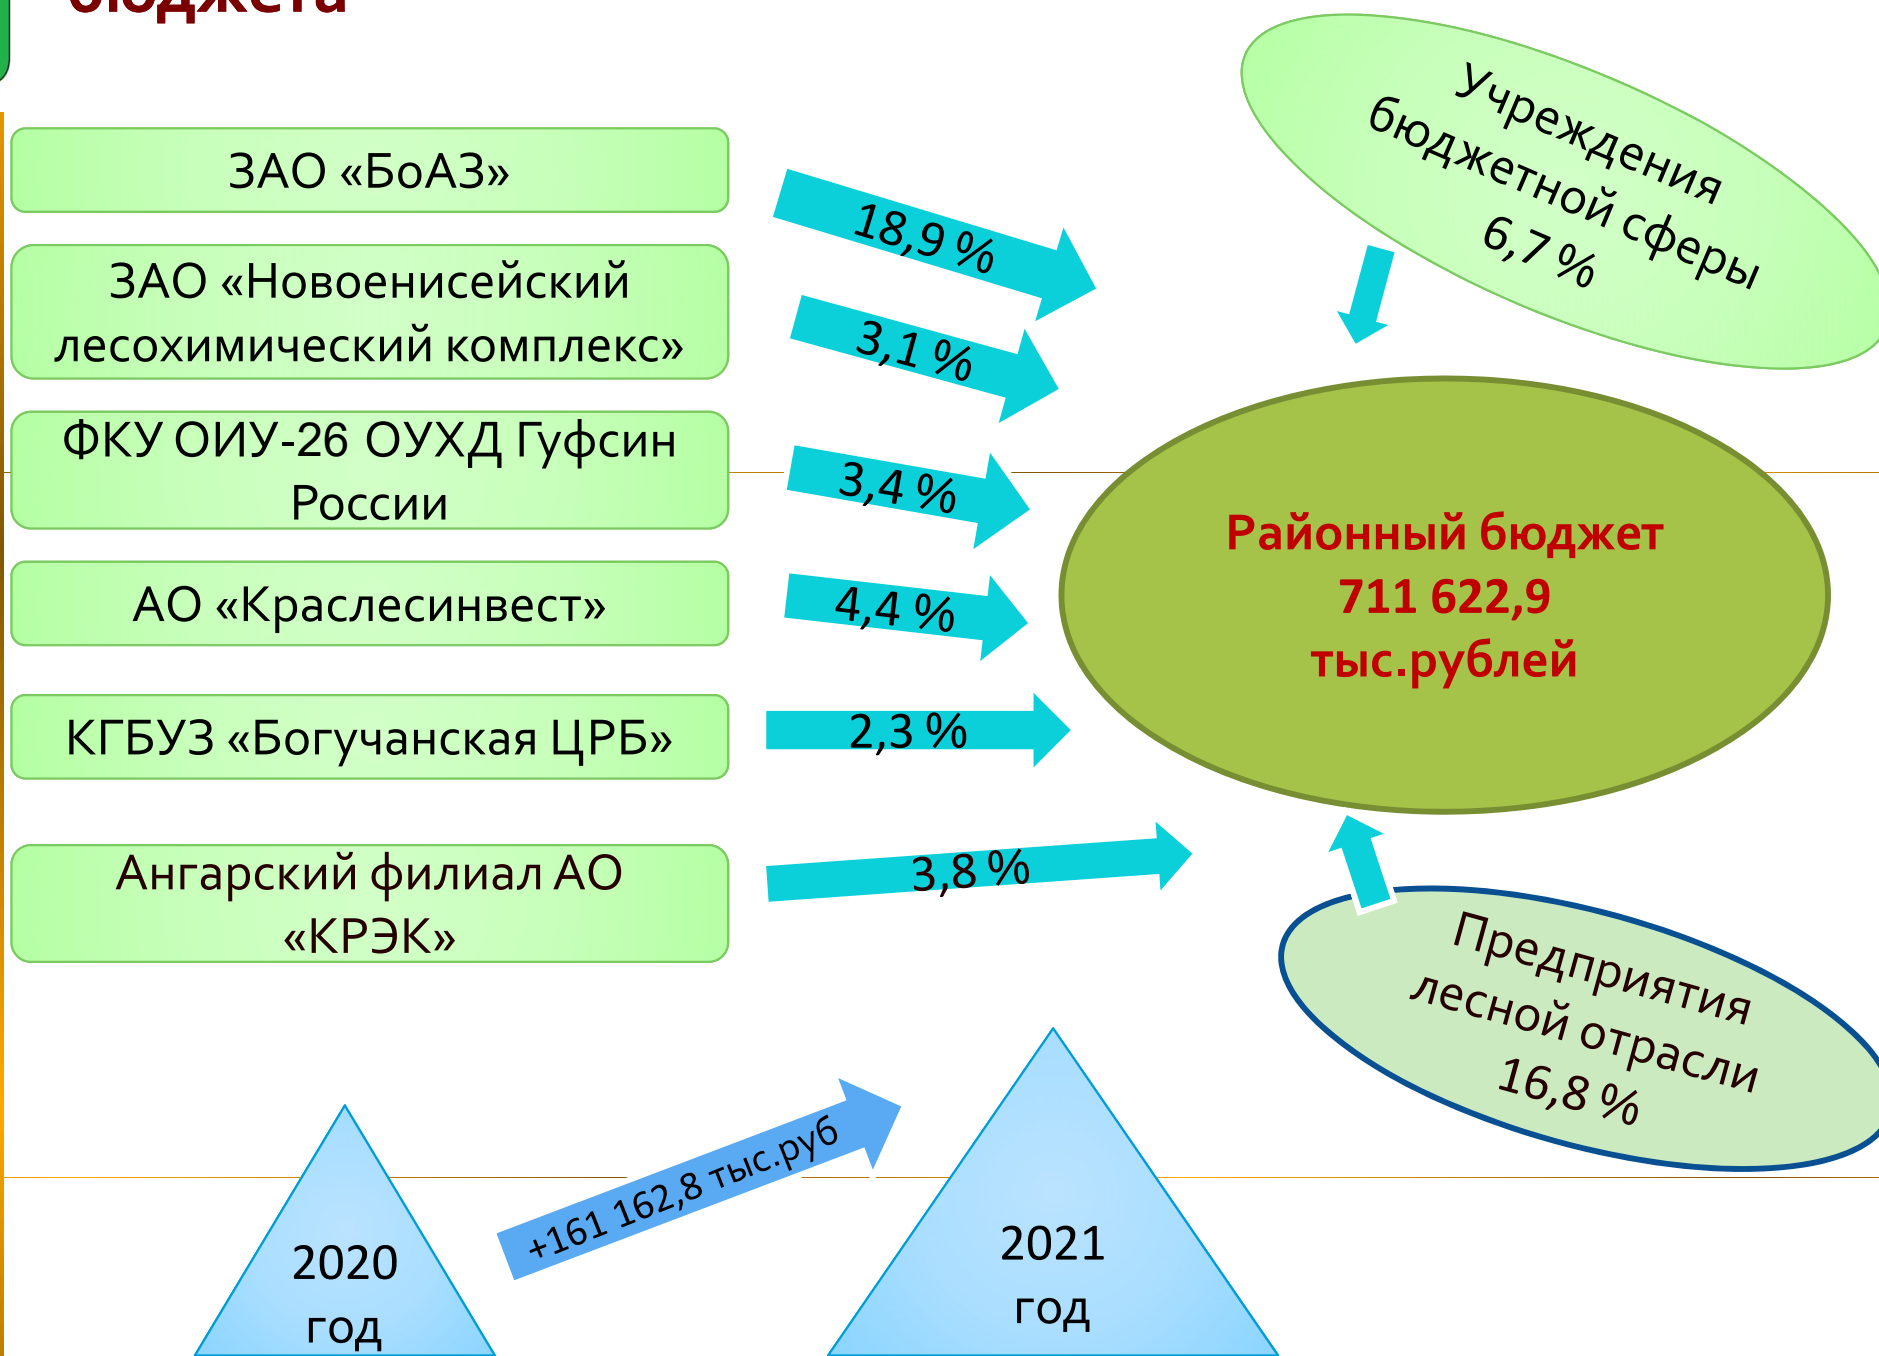 бюджета
ЗАО «БоАЗ»
ЗАО «Новоенисейский
лесохимический комплекс»
ФКУ ОИУ-26 ОУХД Гуфсин
России
АО «Краслесинвест»
КГБУЗ «Богучанская ЦРБ»
Ангарский филиал АО
«КРЭК»
18,9 %
3,1 %
3,4 %
4,4 %
2,3 %
3,8 %
Учреждения
бюджетной сферы
6,7 %
Районный бюджет
711 622,9
тыс.рублей
Предприятия
лесной отрасли
16,8 %
2020
год
+161 162,8 тыс.руб
2021
год